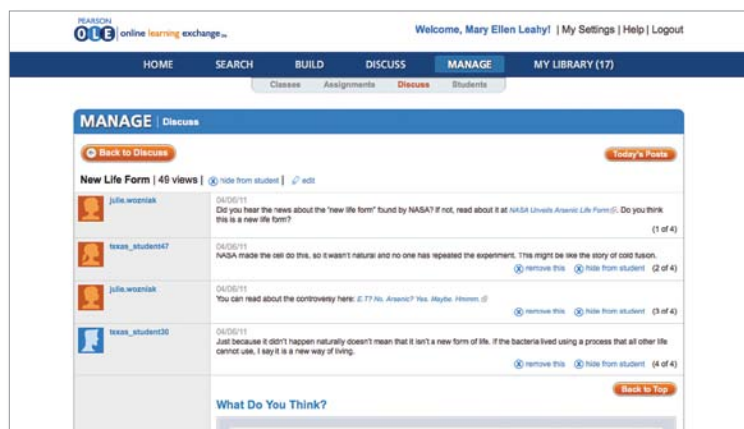 PEARSON
OLE online learning exchange™
Welcome, Mary Ellen Leahy! | My Settings | Help | Logout
HOME SEARCH BUILD DISCUSS MANAGE MY LIBRARY (17)
Classes Assignments Discuss Students
MANAGE | Discuss
Back to Discuss
Today's Posts
New Life Form | 49 views | hide from student | edit
julie.wozniak
04/06/11
Did you hear the news about the "new life form" found by NASA? If not, read about it at NASA Unveils Arsenic Life Form. Do you think
this is a new life form?
(1 of 4)
texas_student47
04/06/11
NASA made the cell do this, so it wasn't natural and no one has repeated the experiment. This might be like the story of cold fusion.
remove this hide from student (2 of 4)
julie.wozniak
04/06/11
You can read about the controversy here: E.T? No. Arsenic? Yes. Maybe. Hmmm.
remove this hide from student (3 of 4)
texas_student30
04/06/11
Just because it didn't happen naturally doesn't mean that it isn't a new form of life. If the bacteria lived using a process that all other life
cannot use, I say it is a new way of living.
remove this hide from student (4 of 4)
Back to Top
What Do You Think?